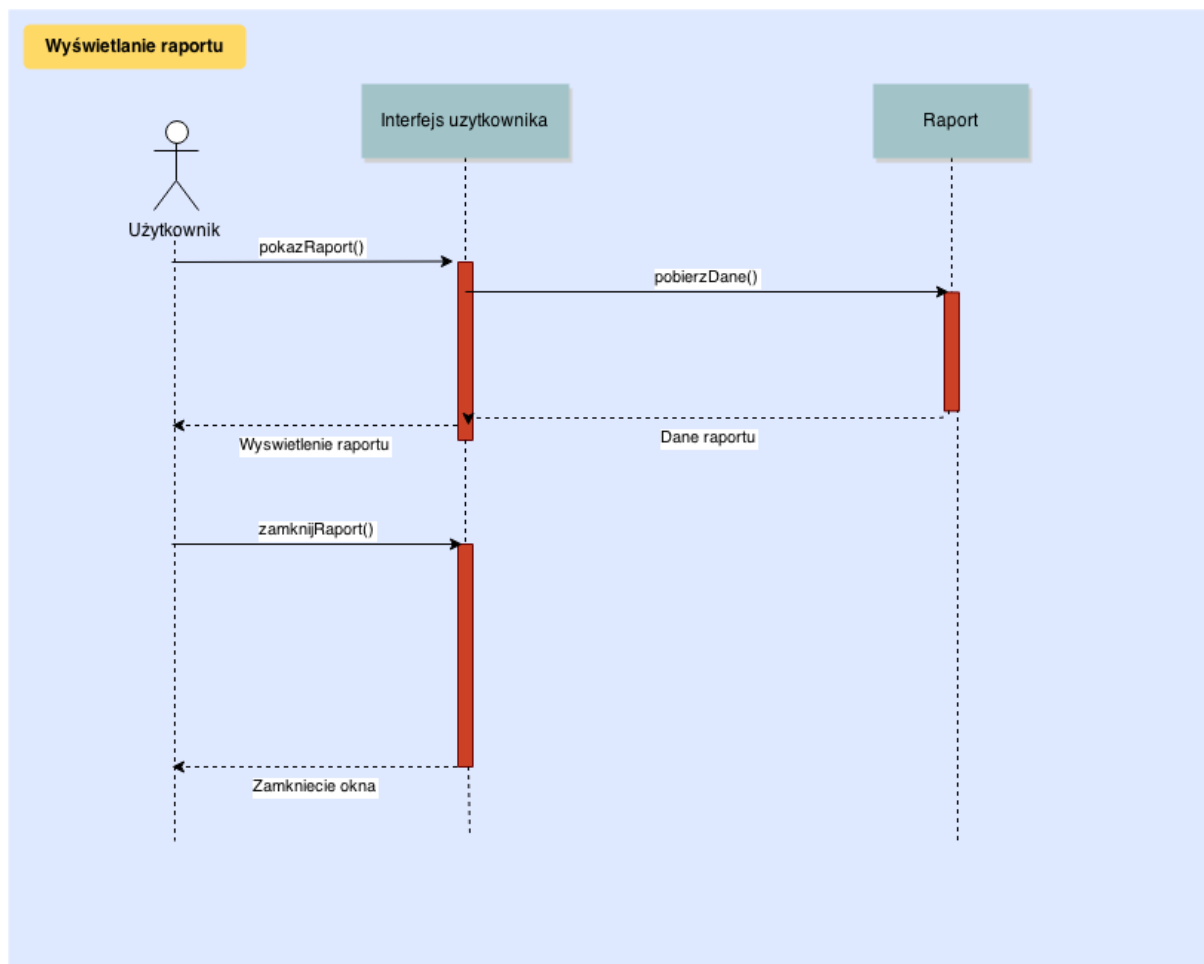 Wyświetlanie raportu
Interfejs uzytkownika
Raport
Użytkownik
pokazRaport()
pobierzDane()
Wyswietlenie raportu
Dane raportu
zamknijRaport()
Zamkniecie okna